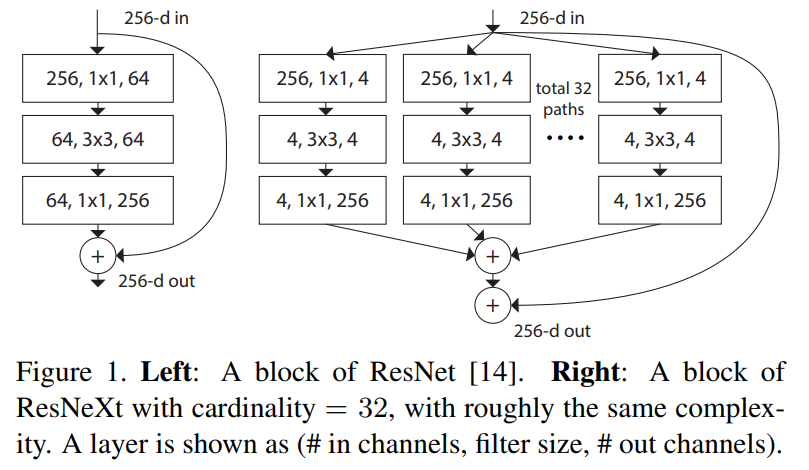 256-d in
256, 1x1, 64
64, 3x3, 64
64, 1x1, 256
+
256-d out
256-d in
256, 1x1, 4
256, 1x1, 4
total 32
paths
....
256, 1x1, 4
4, 3x3, 4
4, 3x3, 4
4, 3x3, 4
4, 1x1, 256
4, 1x1, 256
4, 1x1, 256
+
+
256-d out
Figure 1. Left: A block of ResNet [14]. Right: A block of
ResNeXt with cardinality = 32, with roughly the same complex-
ity. A layer is shown as (# in channels, filter size, # out channels).